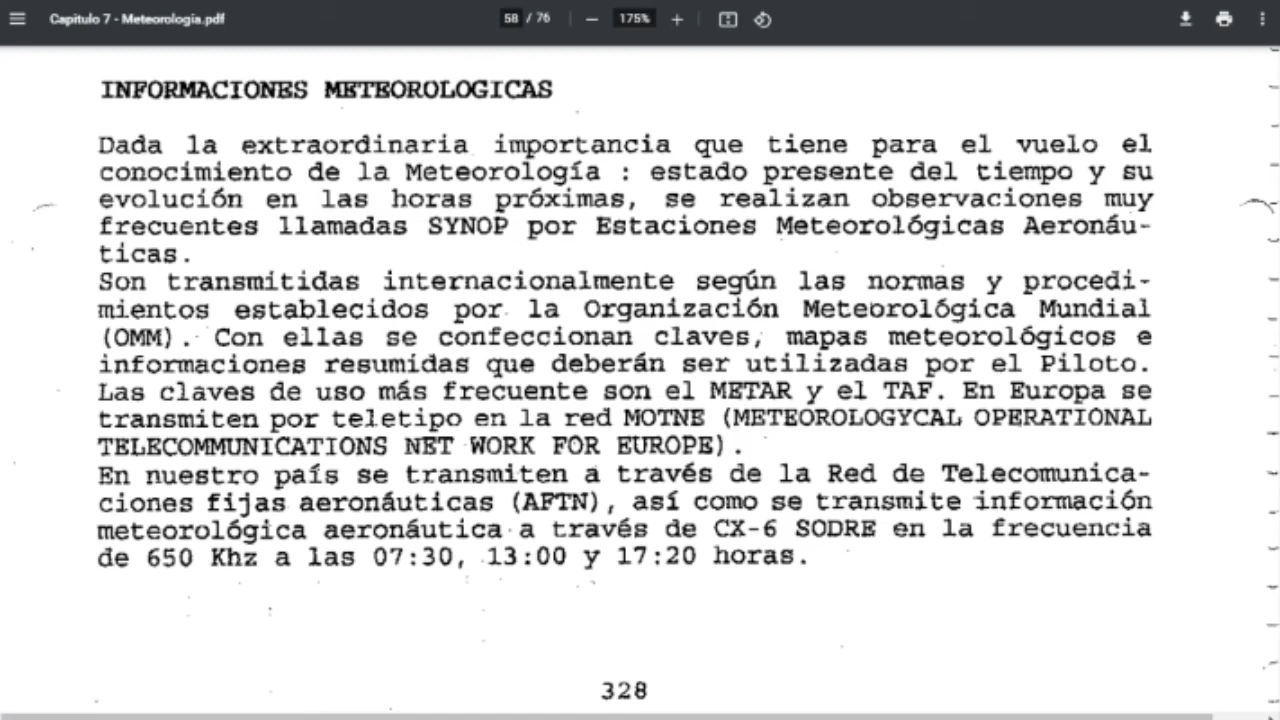 Capitulo 7 - Meteorologia.pdf
58 / 76
175%
INFORMACIONES METEOROLOGICAS
Dada la extraordinaria importancia que tiene para el vuelo el
conocimiento de la Meteorología : estado presente del tiempo y su
evolución en las horas próximas, se realizan observaciones muy
frecuentes llamadas SYNOP por Estaciones Meteorológicas Aeronáu-
ticas.
Son transmitidas internacionalmente según las normas y procedi-
mientos establecidos por la Organización Meteorológica Mundial
(OMM). Con ellas se confeccionan claves, mapas meteorológicos e
informaciones resumidas que deberán ser utilizadas por el Piloto.
Las claves de uso más frecuente son el METAR y el TAF. En Europa se
transmiten por teletipo en la red MOTNE (METEOROLOGYCAL OPERATIONAL
TELECOMMUNICATIONS NET WORK FOR EUROPE).
En nuestro país se transmiten a través de la Red de Telecomunica-
ciones fijas aeronáuticas (AFTN), así como se transmite información
meteorológica aeronáutica a través de CX-6 SODRE en la frecuencia
de 650 Khz a las 07:30, 13:00 y 17:20 horas.
328